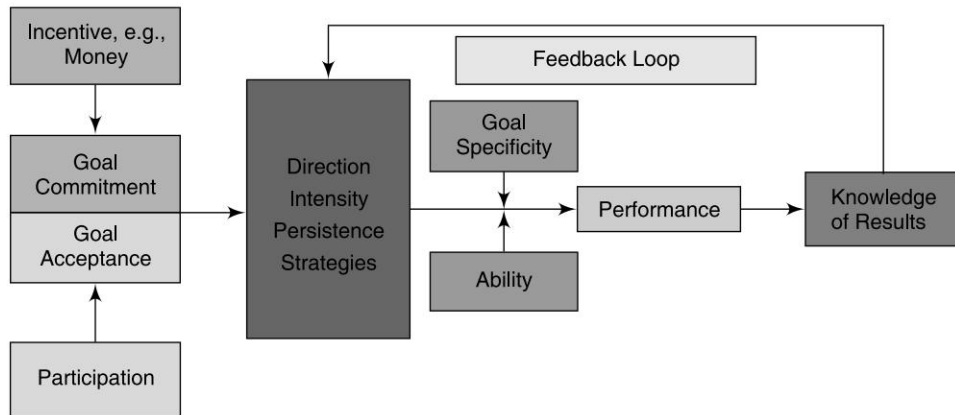 Incentive, e.g.,
Money
Feedback Loop
Goal
Commitment
Goal
Acceptance
Participation
Direction
Intensity
Persistence
Strategies
Goal
Specificity
Ability
Performance
Knowledge
of Results